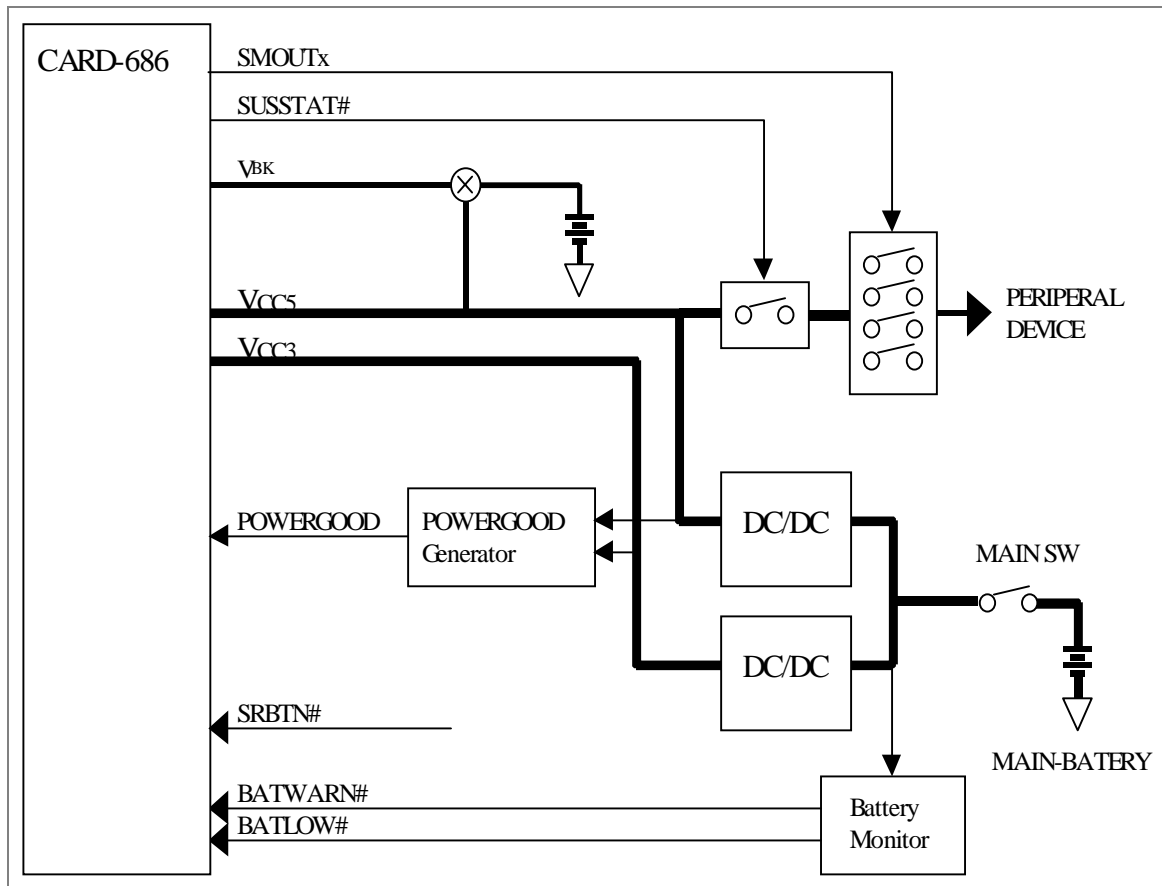 CARD-686
SMOUTx
SUSSTAT#
VBK
VCC5
VCC3
PERIPERAL
DEVICE
POWERGOOD
POWERGOOD
Generator
DC/DC
MAIN SW
DC/DC
SRBTN#
MAIN-BATERY
BATWARN#
BATLOW#
Battery
Monitor